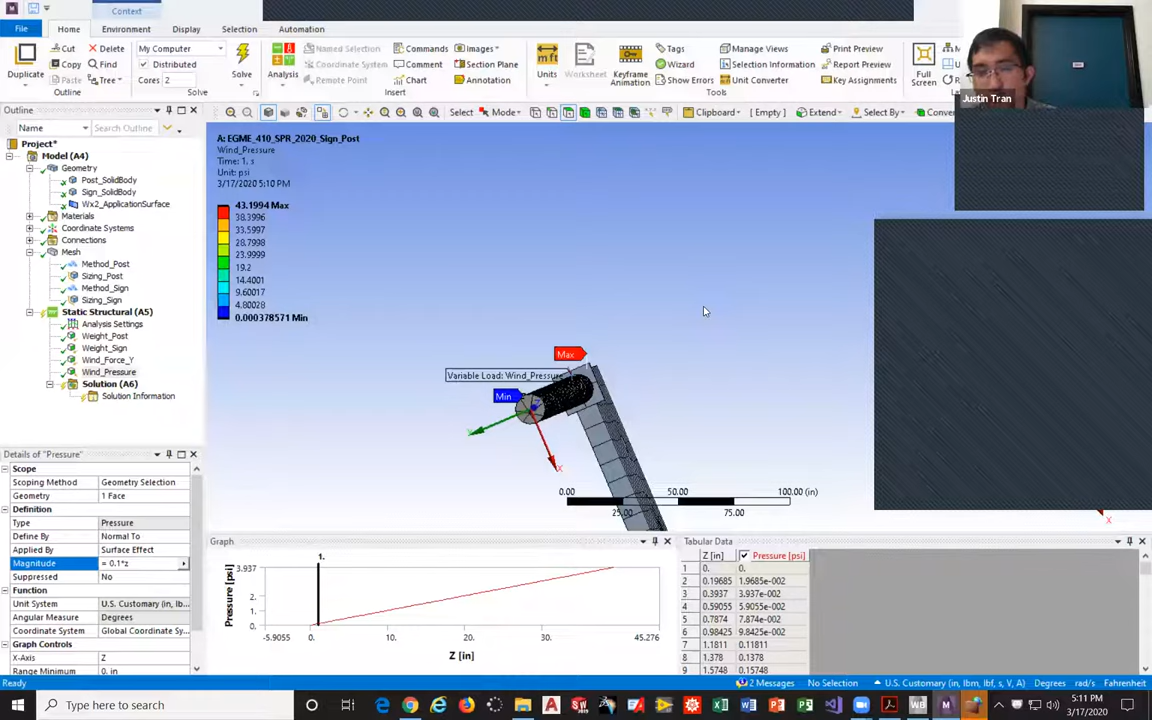 Context
File
Home
Environment
Display
Selection
Automation
Duplicate
Cut
Delete
Copy
Find
Paste
Tree
Outline
My Computer
Distributed
Cores 2
Solve
Solve
Analysis
Named Selection
Coordinate System
Remote Point
Commands
Comment
Chart
Insert
Images
Section Plane
Annotation
Units
Worksheet
Keyframe
Animation
Tags
Wizard
Show Errors
Manage Views
Selection Information
Unit Converter
Tools
Print Preview
Report Preview
Key Assignments
Full
Screen
Justin Tran
Outline
Name
Search Outline
Select
Mode
Clipboard
[ Empty ]
Extend
Select By
Conver
Project*
Model (A4)
Geometry
Post_SolidBody
Sign_SolidBody
Wx2_ApplicationSurface
Materials
Coordinate Systems
Connections
Mesh
Method_Post
Sizing_Post
Method_Sign
Sizing_Sign
Static Structural (A5)
Analysis Settings
Weight_Post
Weight_Sign
Wind_Force_Y
Wind_Pressure
Solution (A6)
Solution Information
A: EGME_410_SPR_2020_Sign_Post
Wind_Pressure
Time: 1. s
Unit: psi
3/17/2020 5:10 PM
43.1994 Max
38.3996
33.5997
28.7998
23.9999
19.2
14.4001
9.60017
4.80028
0.000378571 Min
Max
Variable Load: Wind_Pressure
Min
X
0.00
50.00
100.00 (in)
25.00
75.00
X
Details of "Pressure"
Scope
Scoping Method Geometry Selection
Geometry 1 Face
Definition
Type Pressure
Define By Normal To
Applied By Surface Effect
Magnitude = 0.1*z
Suppressed No
Function
Unit System U.S. Customary (in, lb...
Angular Measure Degrees
Coordinate System Global Coordinate Sy...
Graph Controls
X-Axis Z
Range Minimum 0. in
Graph
1.
Pressure [psi]
3.937
3.
2.
1.
0.
-5.9055 0. 10. 20. 30. 45.276
Z [in]
Tabular Data
Z [in] Pressure [psi]
1 0. 0.
2 0.19685 1.9685e-002
3 0.3937 3.937e-002
4 0.59055 5.9055e-002
5 0.7874 7.874e-002
6 0.98425 9.8425e-002
7 1.1811 0.11811
8 1.378 0.1378
9 1.5748 0.15748
Ready
2 Messages
No Selection
U.S. Customary (in, lbm, lbf, s, V, A)
Degrees
rad/s
Fahrenheit
Type here to search
5:11 PM
3/17/2020